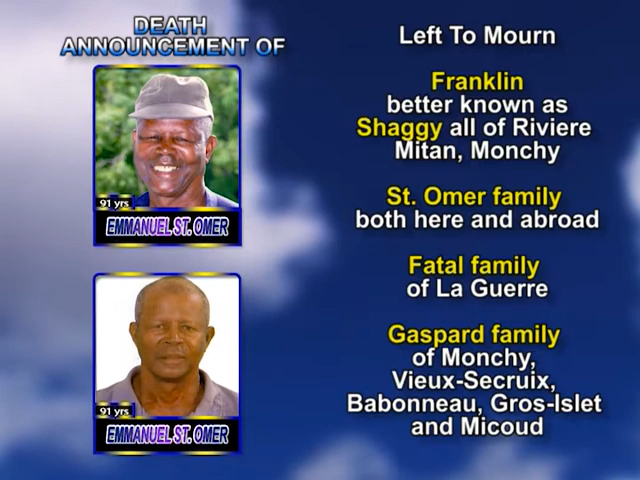 DEATH
ANNOUNCEMENT OF
91 yrs
EMMANUEL ST. OMER
91 yrs
EMMANUEL ST. OMER
Left To Mourn
Franklin
better known as
Shaggy all of Riviere
Mitan, Monchy
St. Omer family
both here and abroad
Fatal family
of La Guerre
Gaspard family
of Monchy,
Vieux-Secruix,
Babonneau, Gros-Islet
and Micoud